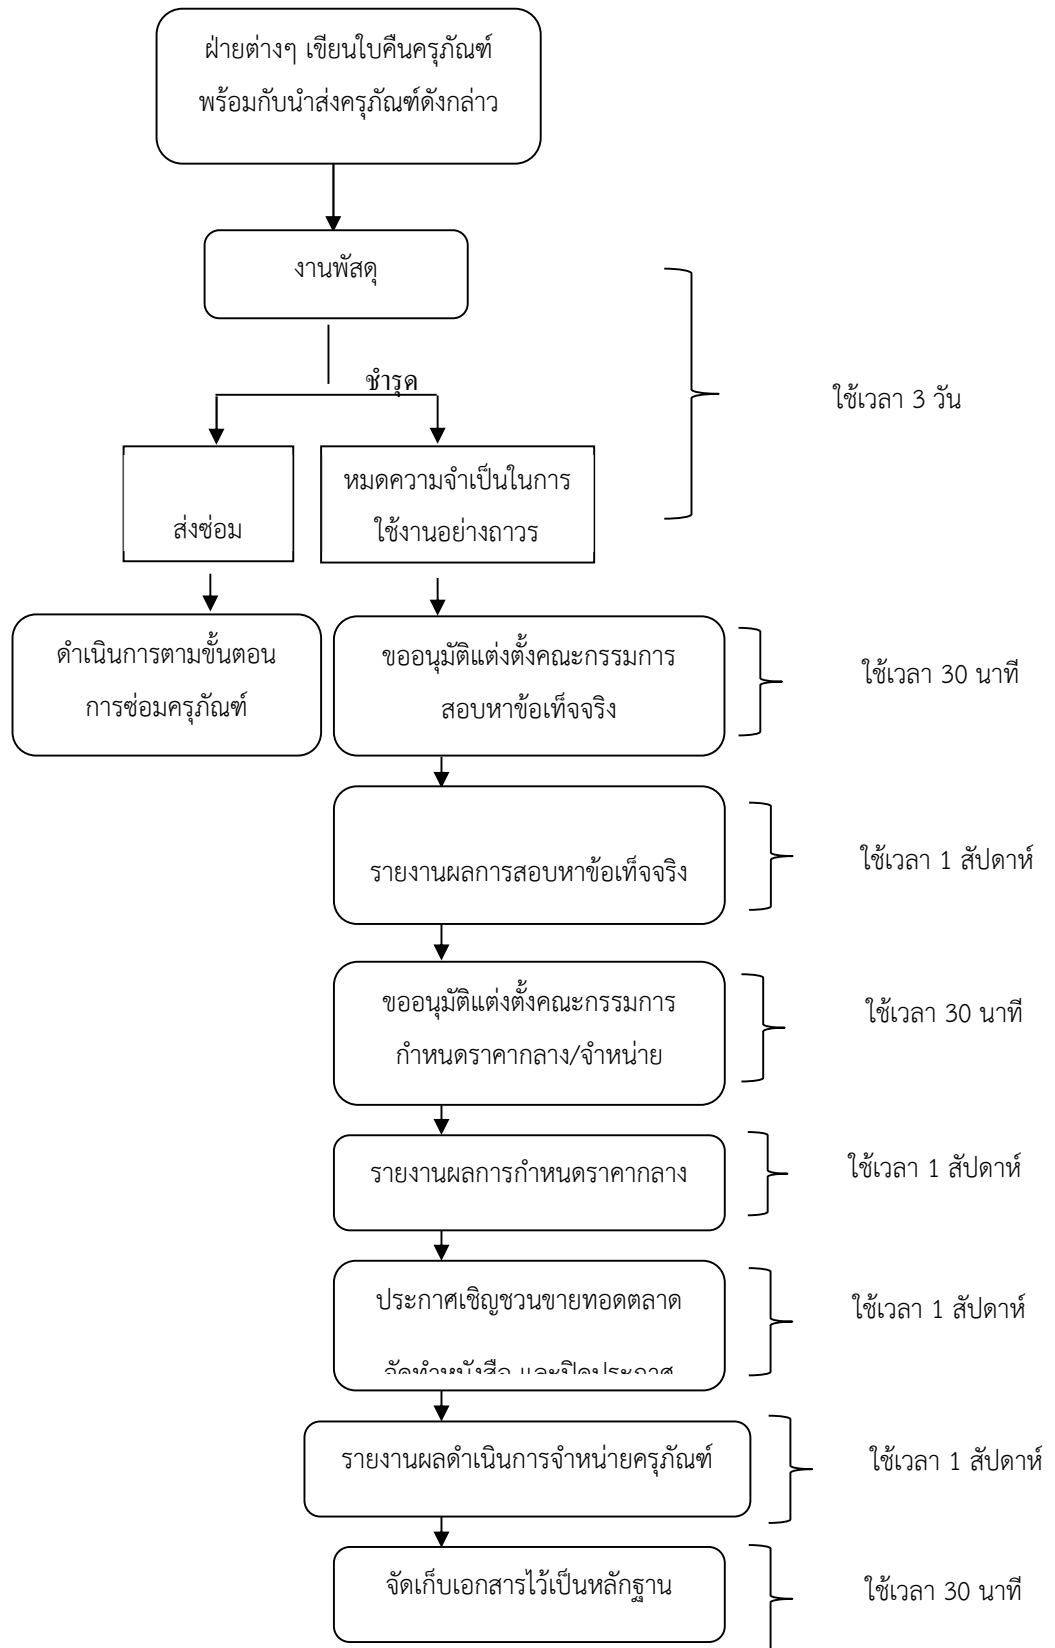 ฝ่ายต่างๆ เขียนใบคืนครุภัณฑ์
พร้อมกับนำส่งครุภัณฑ์ดังกล่าว
งานพัสดุ
ชำรุด
ใช้เวลา 3 วัน
ส่งซ่อม
หมดความจำเป็นในการ
ใช้งานอย่างถาวร
ดำเนินการตามขั้นตอน
การซ่อมครุภัณฑ์
ขออนุมัติแต่งตั้งคณะกรรมการ
สอบหาข้อเท็จจริง
ใช้เวลา 30 นาที
รายงานผลการสอบหาข้อเท็จจริง
ใช้เวลา 1 สัปดาห์
ขออนุมัติแต่งตั้งคณะกรรมการ
กำหนดราคากลาง/จำหน่าย
ใช้เวลา 30 นาที
รายงานผลการกำหนดราคากลาง
ใช้เวลา 1 สัปดาห์
ประกาศเชิญชวนขายทอดตลาด
จัดทำหนังสือ และปิดประกาศ
ใช้เวลา 1 สัปดาห์
รายงานผลดำเนินการจำหน่ายครุภัณฑ์
ใช้เวลา 1 สัปดาห์
จัดเก็บเอกสารไว้เป็นหลักฐาน
ใช้เวลา 30 นาที